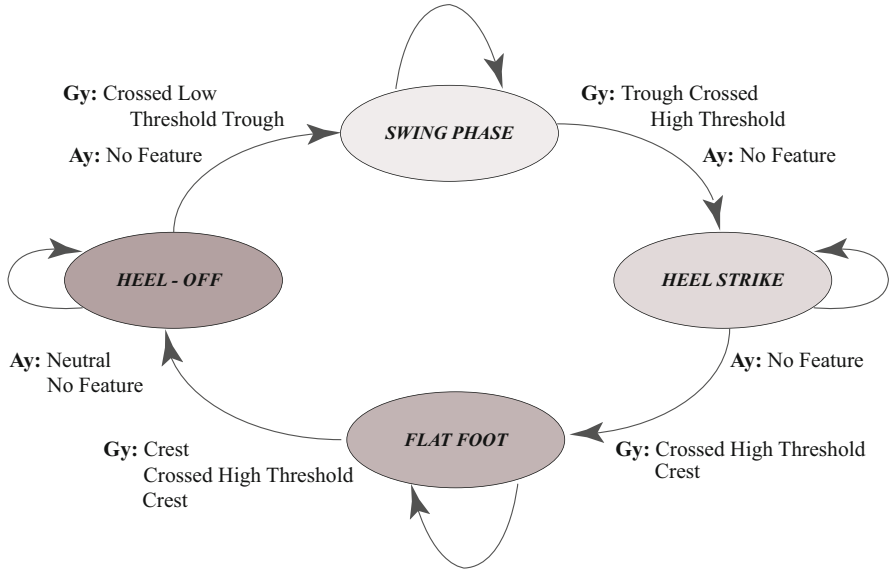 Gy: Crossed Low
Threshold Trough
Ay: No Feature
SWING PHASE
Gy: Trough Crossed
High Threshold
Ay: No Feature
HEEL - OFF
HEEL STRIKE
Ay: Neutral
No Feature
Ay: No Feature
FLAT FOOT
Gy: Crest
Crossed High Threshold
Crest
Gy: Crossed High Threshold
Crest